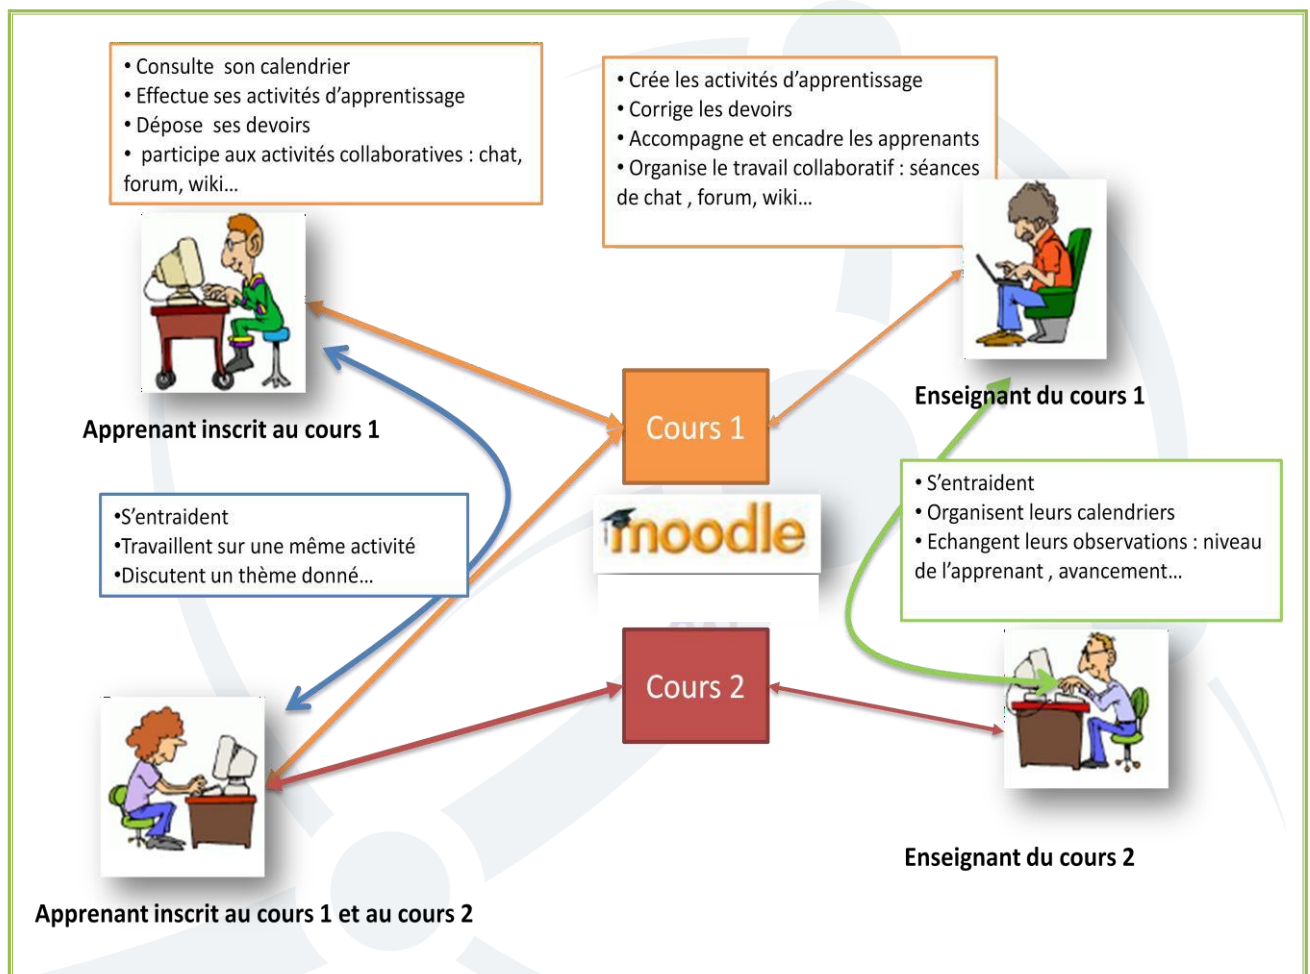 • Consulte son calendrier
• Effectue ses activités d’apprentissage
• Dépose ses devoirs
• participe aux activités collaboratives : chat,
forum, wiki…
• Crée les activités d’apprentissage
• Corrige les devoirs
• Accompagne et encadre les apprenants
• Organise le travail collaboratif : séances
de chat , forum, wiki…
Apprenant inscrit au cours 1
Cours 1
Enseignant du cours 1
•S’entraident
•Travaillent sur une même activité
•Discutent un thème donné…
moodle
• S’entraident
• Organisent leurs calendriers
• Echangent leurs observations : niveau
de l’apprenant , avancement…
Cours 2
Enseignant du cours 2
Apprenant inscrit au cours 1 et au cours 2